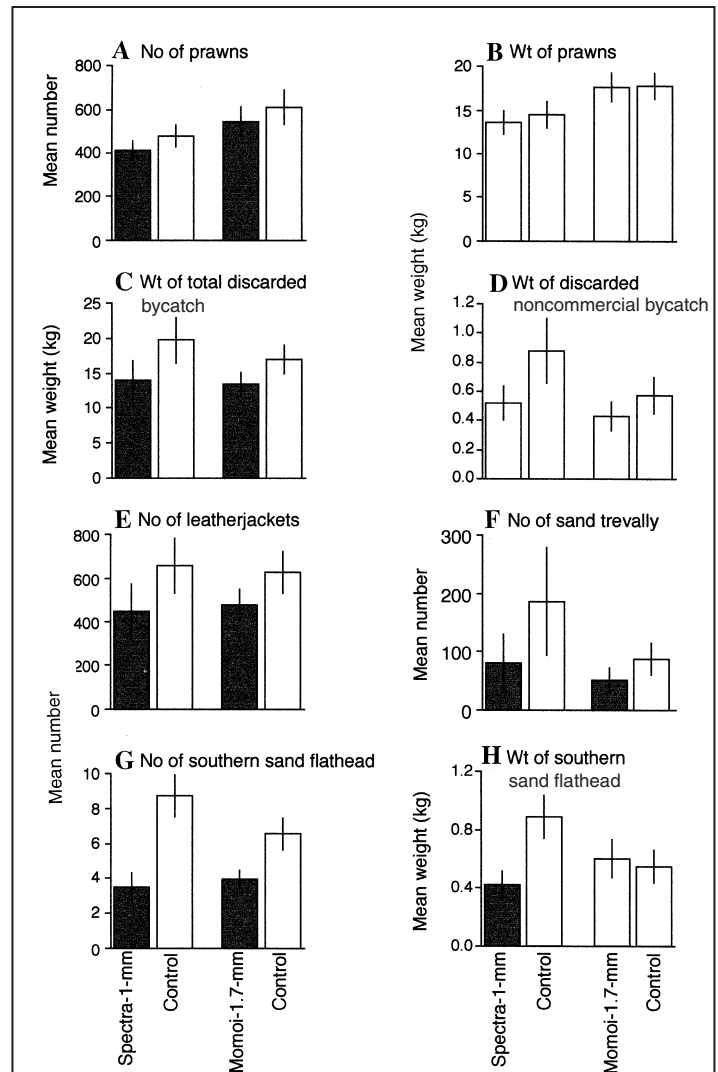 A No of prawns
Mean number
800
600
400
200
0
B Wt of prawns
Mean weight (kg)
20
15
10
5
0
C Wt of total discarded
bycatch
Mean weight (kg)
25
20
15
10
5
0
D Wt of discarded
noncommercial bycatch
1.2
1.0
0.8
0.6
0.4
0.2
0.0
E No of leatherjackets
Mean number
800
600
400
200
0
F No of sand trevally
Mean number
300
200
100
0
G No of southern sand flathead
10
8
6
4
2
0
Spectra-1-mm
Control
Momoi-1.7-mm
Control
H Wt of southern
sand flathead
Mean weight (kg)
1.2
0.8
0.4
0.0
Spectra-1-mm
Control
Momoi-1.7-mm
Control